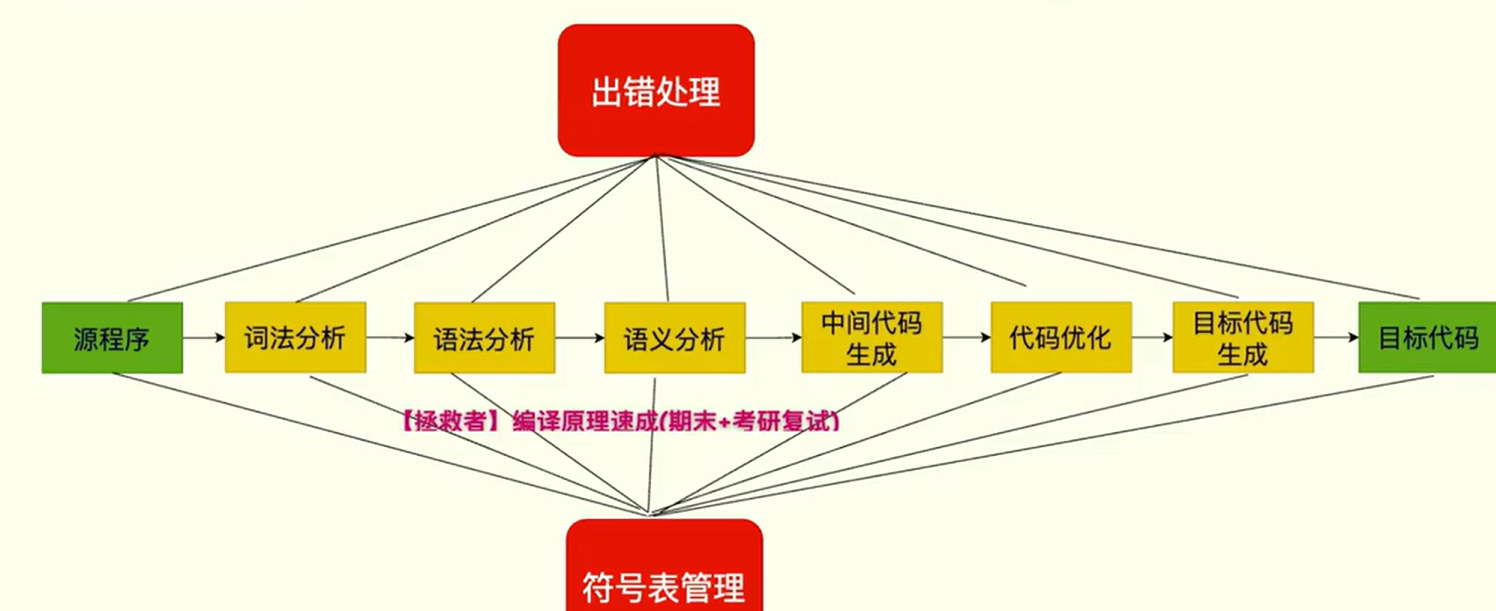 出错处理
源程序
词法分析
语法分析
语义分析
中间代码
生成
代码优化
目标代码
生成
目标代码
【拯救者】编译原理速成(期末+考研复试)
符号表管理